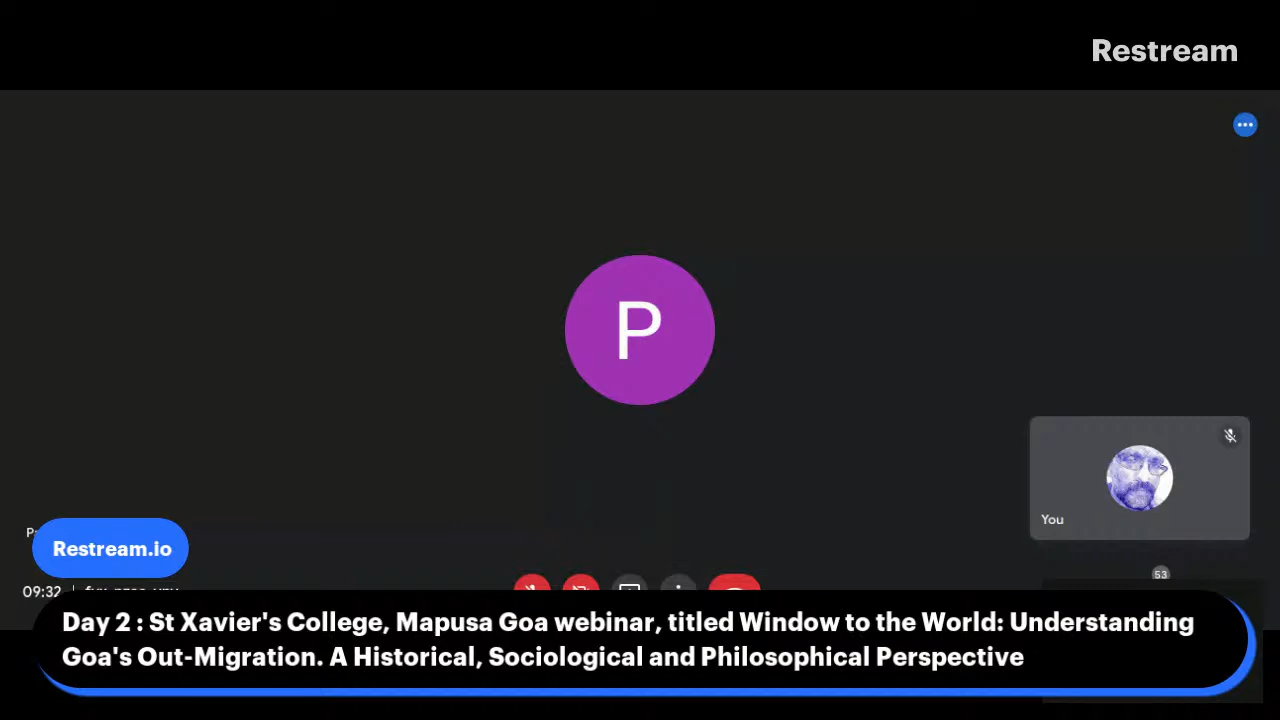 Restream
P
You
Restream.io
53
09:32
Day 2 : St Xavier's College, Mapusa Goa webinar, titled Window to the World: Understanding
Goa's Out-Migration. A Historical, Sociological and Philosophical Perspective